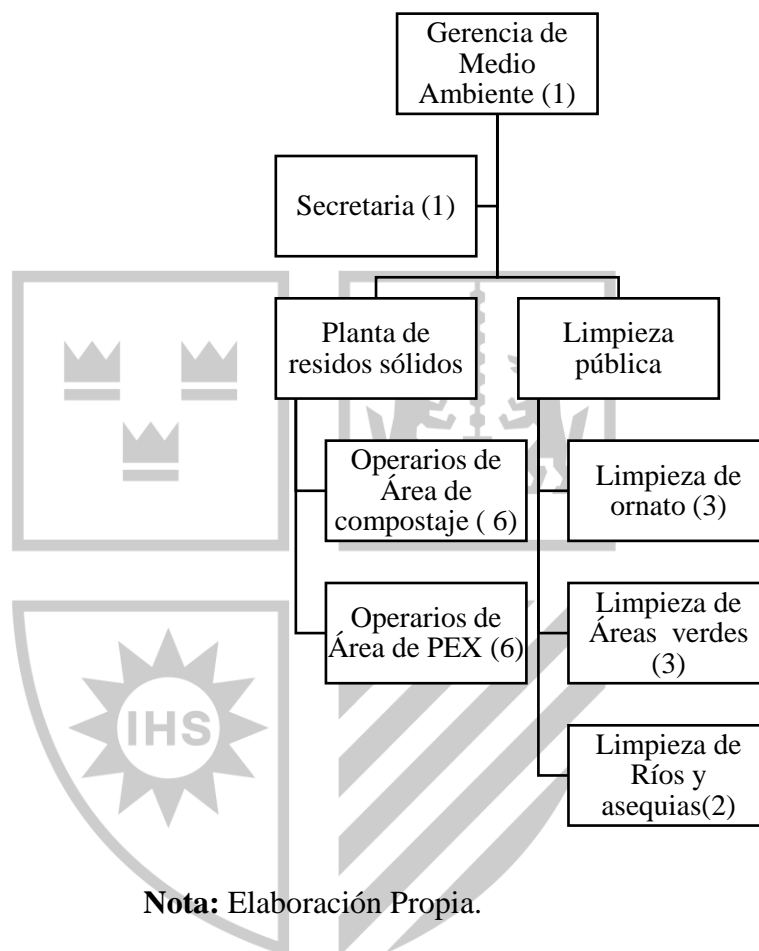 Gerencia de
Medio
Ambiente (1)
Secretaria (1)
Planta de
residos sólidos
Limpieza
pública
Operarios de
Área de
compostaje ( 6)
Operarios de
Área de PEX (6)
Limpieza de
ornato (3)
Limpieza de
Áreas verdes
(3)
Limpieza de
Ríos y
asequias(2)
IHS
Nota: Elaboración Propia.